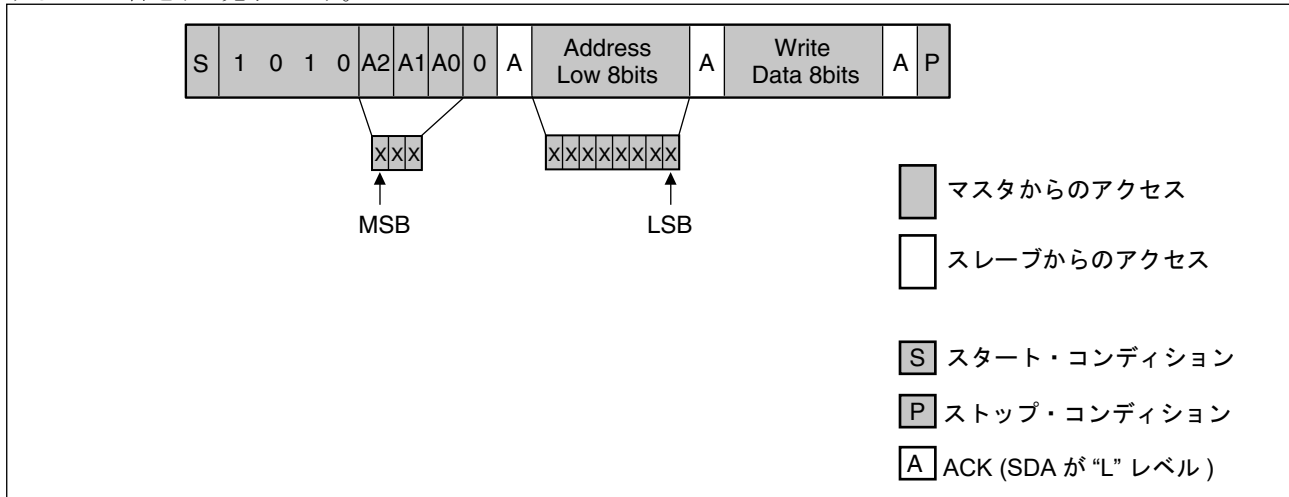 S 1 0 1 0 A2 A1 A0 0 A Address Low 8bits A Write Data 8bits A P
X X X X X X X X X X X
MSB LSB
マスタからのアクセス
スレーブからのアクセス
S スタート・コンディション
P ストップ・コンディション
A ACK (SDA が “L” レベル )